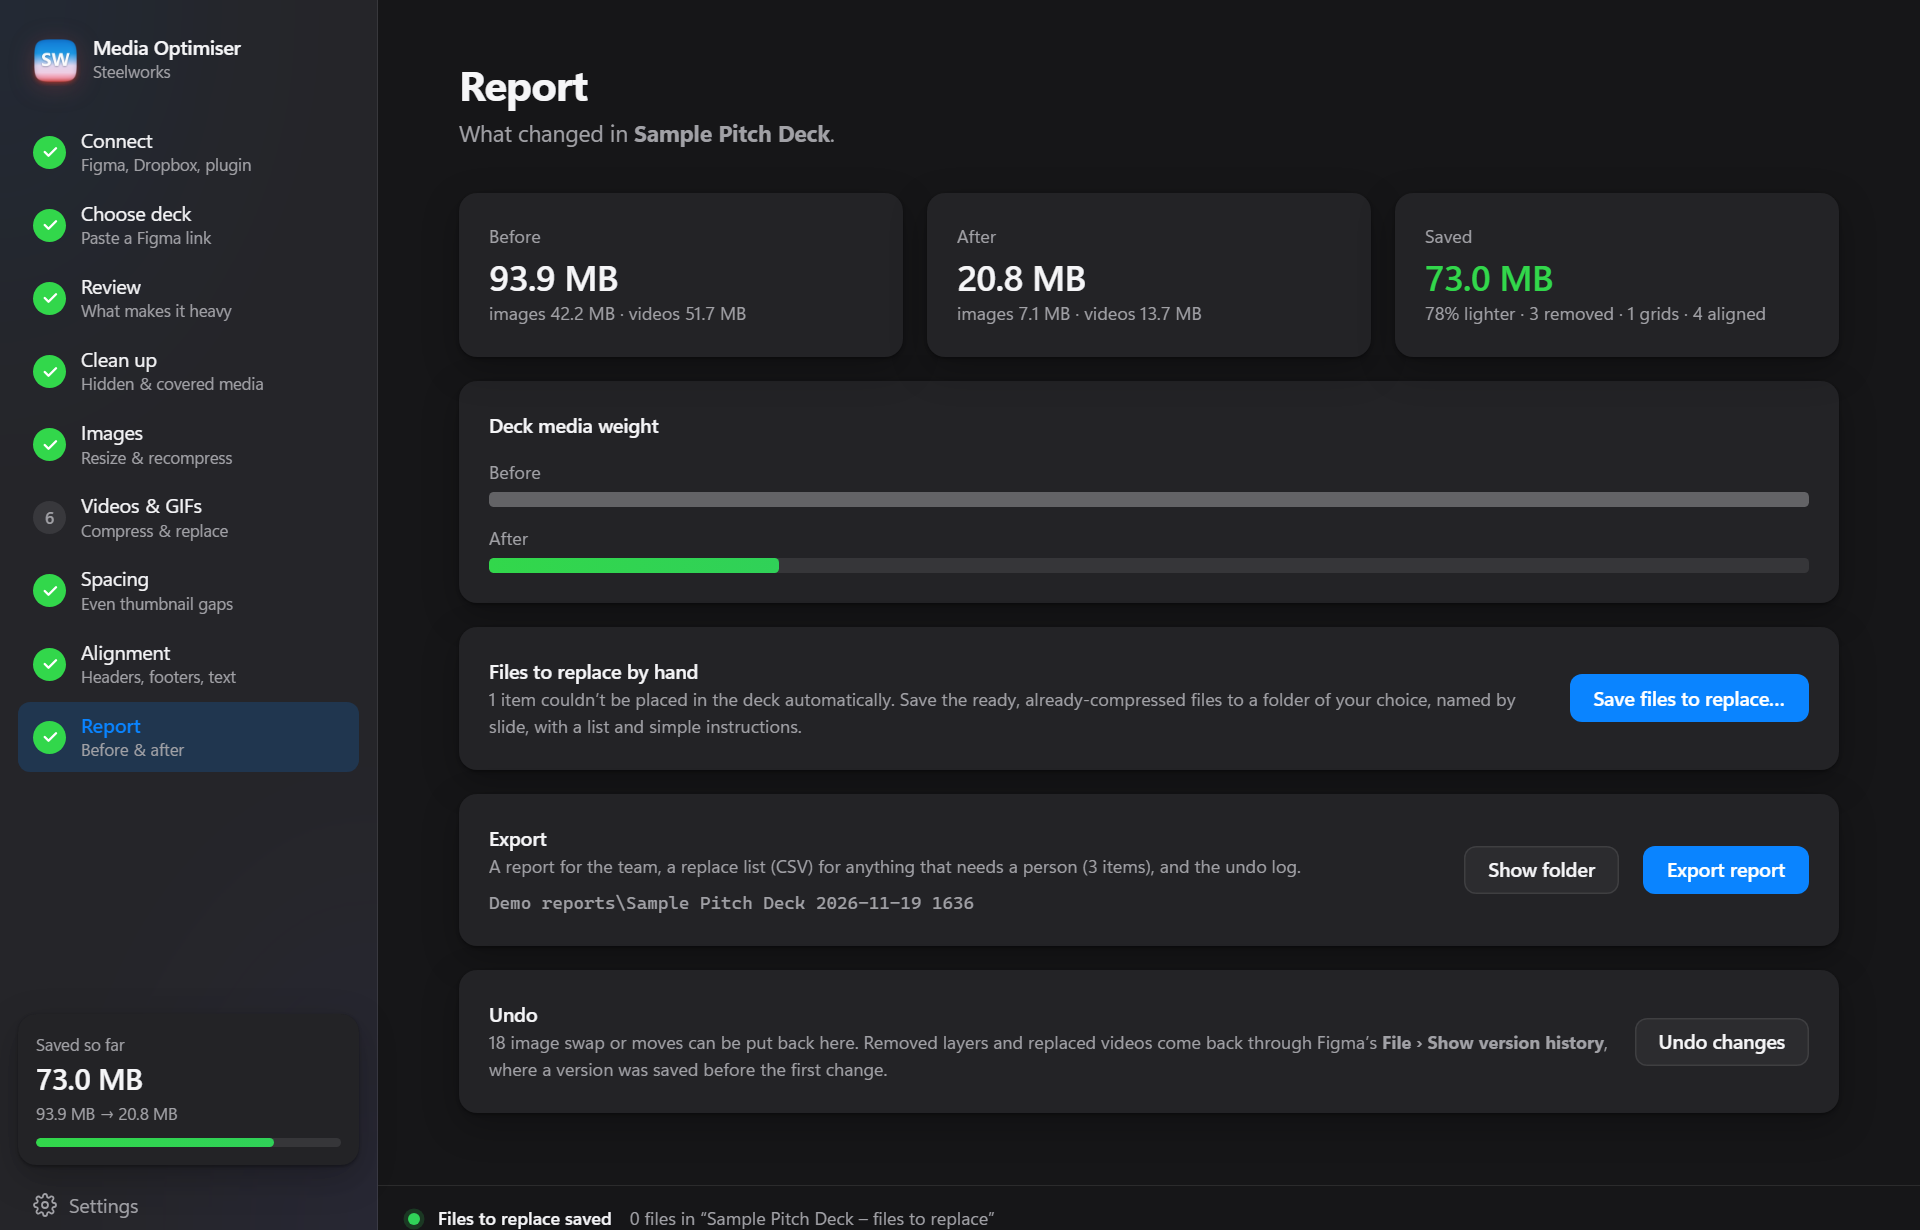 SW
Media Optimiser
Steelworks
Connect
Figma, Dropbox, plugin
Choose deck
Paste a Figma link
Review
What makes it heavy
Clean up
Hidden & covered media
Images
Resize & recompress
6
Videos & GIFs
Compress & replace
Spacing
Even thumbnail gaps
Alignment
Headers, footers, text
Report
Before & after
Saved so far
73.0 MB
93.9 MB → 20.8 MB
Settings
Report
What changed in Sample Pitch Deck.
Before
93.9 MB
images 42.2 MB · videos 51.7 MB
After
20.8 MB
images 7.1 MB · videos 13.7 MB
Saved
73.0 MB
78% lighter · 3 removed · 1 grids · 4 aligned
Deck media weight
Before
After
Files to replace by hand
1 item couldn’t be placed in the deck automatically. Save the ready, already-compressed files to a folder of your choice, named by
slide, with a list and simple instructions.
Save files to replace...
Export
A report for the team, a replace list (CSV) for anything that needs a person (3 items), and the undo log.
Demo reports\Sample Pitch Deck 2026-11-19 1636
Show folder
Export report
Undo
18 image swap or moves can be put back here. Removed layers and replaced videos come back through Figma’s File › Show version history,
where a version was saved before the first change.
Undo changes
Files to replace saved 0 files in “Sample Pitch Deck – files to replace”